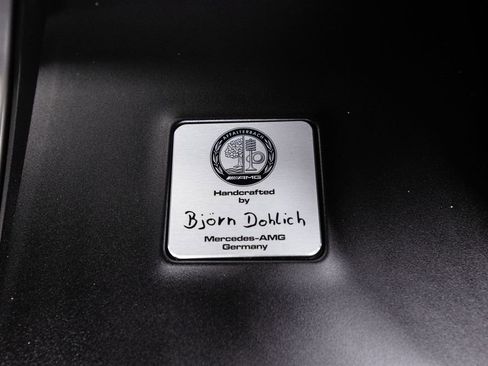 AFFALTERBACH
AMG
Handcrafted
by
Björn Dohlich
Mercedes-AMG
Germany